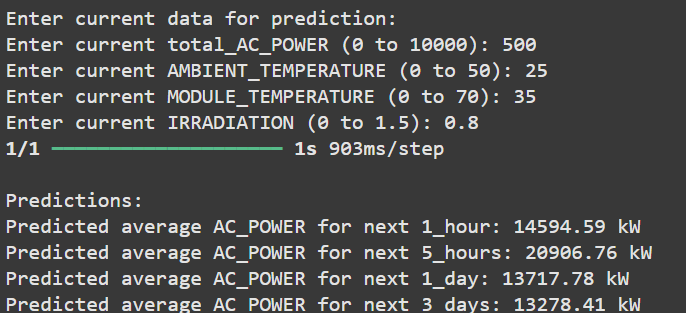 Enter current data for prediction:
Enter current total_AC_POWER (0 to 10000): 500
Enter current AMBIENT_TEMPERATURE (0 to 50): 25
Enter current MODULE_TEMPERATURE (0 to 70): 35
Enter current IRRADIATION (0 to 1.5): 0.8
1/1 ━━━━━━━━━━━━━━━━━━━━ 1s 903ms/step
Predictions:
Predicted average AC_POWER for next 1_hour: 14594.59 kW
Predicted average AC_POWER for next 5_hours: 20906.76 kW
Predicted average AC_POWER for next 1_day: 13717.78 kW
Predicted average AC_POWER for next 3_days: 13278.41 kW